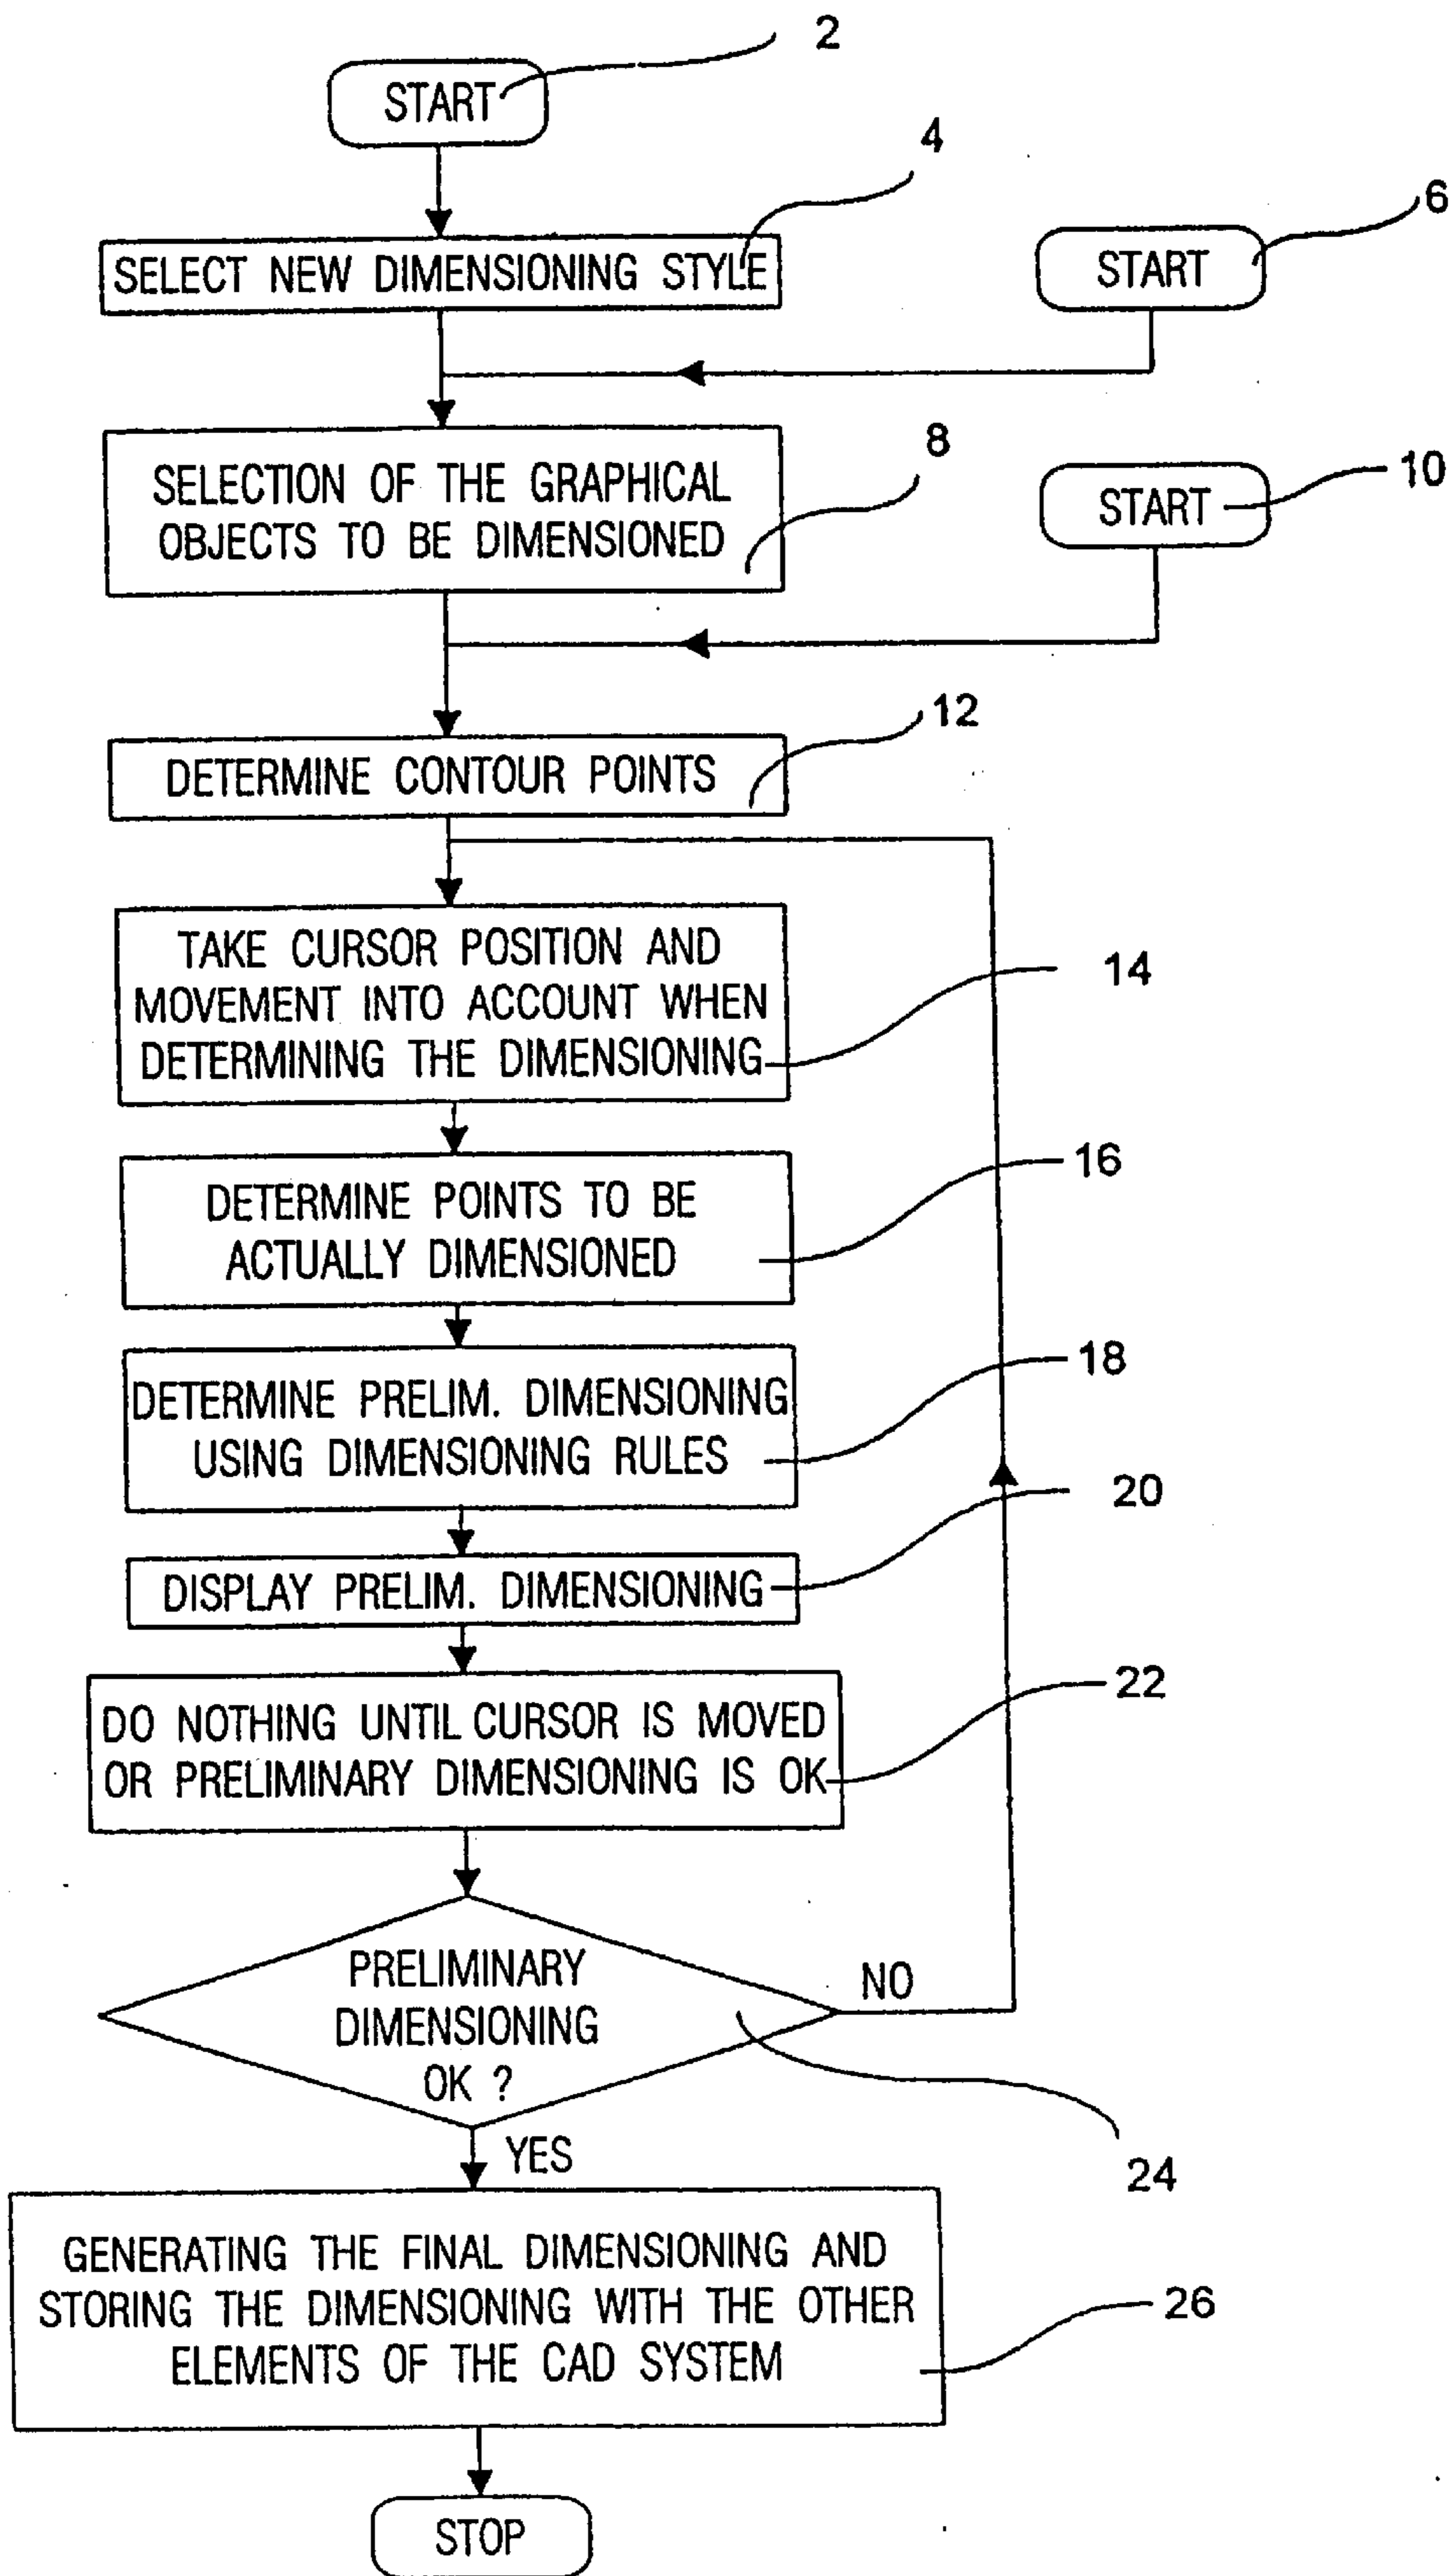 2
START
4
SELECT NEW DIMENSIONING STYLE
6
START
8
SELECTION OF THE GRAPHICAL
OBJECTS TO BE DIMENSIONED
10
START
12
DETERMINE CONTOUR POINTS
TAKE CURSOR POSITION AND
MOVEMENT INTO ACCOUNT WHEN
DETERMINING THE DIMENSIONING
14
DETERMINE POINTS TO BE
ACTUALLY DIMENSIONED
16
DETERMINE PRELIM. DIMENSIONING
USING DIMENSIONING RULES
18
20
DISPLAY PRELIM. DIMENSIONING
22
DO NOTHING UNTIL CURSOR IS MOVED
OR PRELIMINARY DIMENSIONING IS OK
PRELIMINARY
DIMENSIONING
OK ?
NO
YES
24
GENERATING THE FINAL DIMENSIONING AND
STORING THE DIMENSIONING WITH THE OTHER
ELEMENTS OF THE CAD SYSTEM
26
STOP